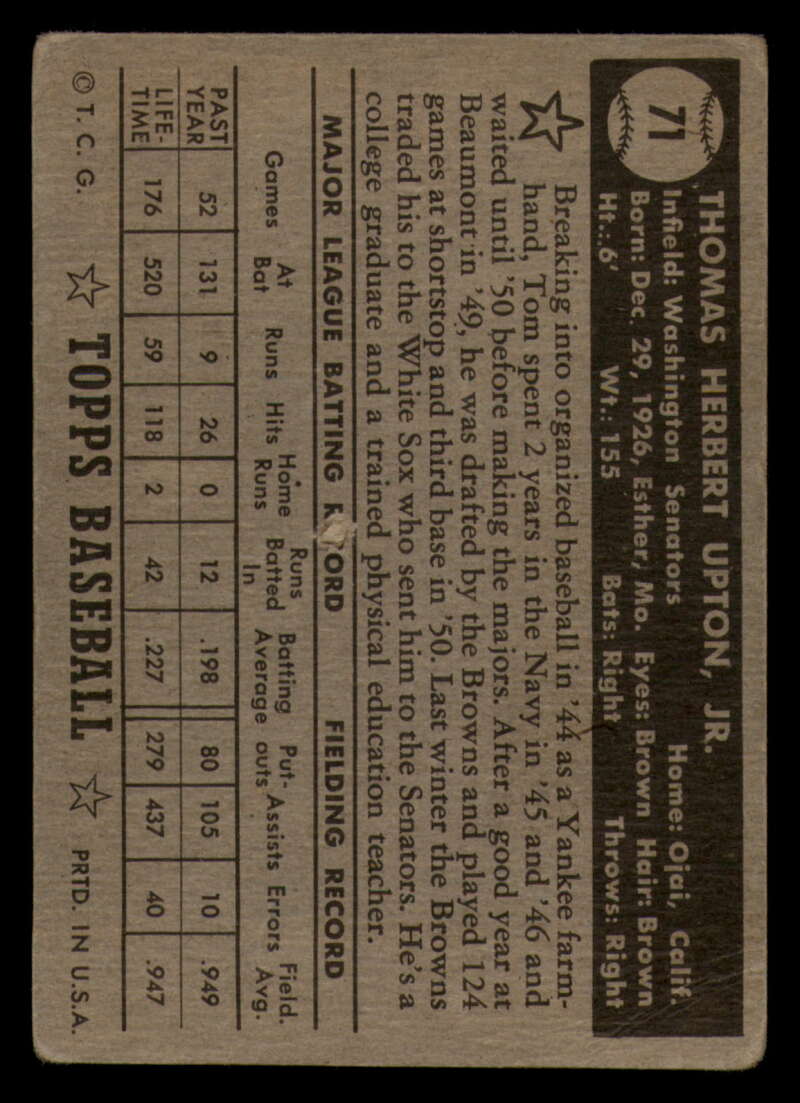 71
THOMAS HERBERT UPTON, JR.
Infield: Washington Senators Home: Ojai, Calif.
Born: Dec. 29, 1926, Esther, Mo. Eyes: Brown Hair: Brown
Ht.: 6' Wt.: 155 Bats: Right Throws: Right
Breaking into organized baseball in '44 as a Yankee farm-
hand, Tom spent 2 years in the Navy in '45 and '46 and
waited until '50 before making the majors. After a good year at
Beaumont in '49, he was drafted by the Browns and played 124
games at shortstop and third base in '50. Last winter the Browns
traded his to the White Sox who sent him to the Senators. He's a
college graduate and a trained physical education teacher.
MAJOR LEAGUE BATTING RECORD FIELDING RECORD
Games At Bat Runs Hits Home Runs Runs Batted In Batting Average Put-outs Assists Errors Field. Avg.
PAST YEAR 52 131 9 26 0 12 .198 80 105 10 .949
LIFE-TIME 176 520 59 118 2 42 .227 279 437 40 .947
© T. C. G. TOPPS BASEBALL PRTD. IN U.S.A.